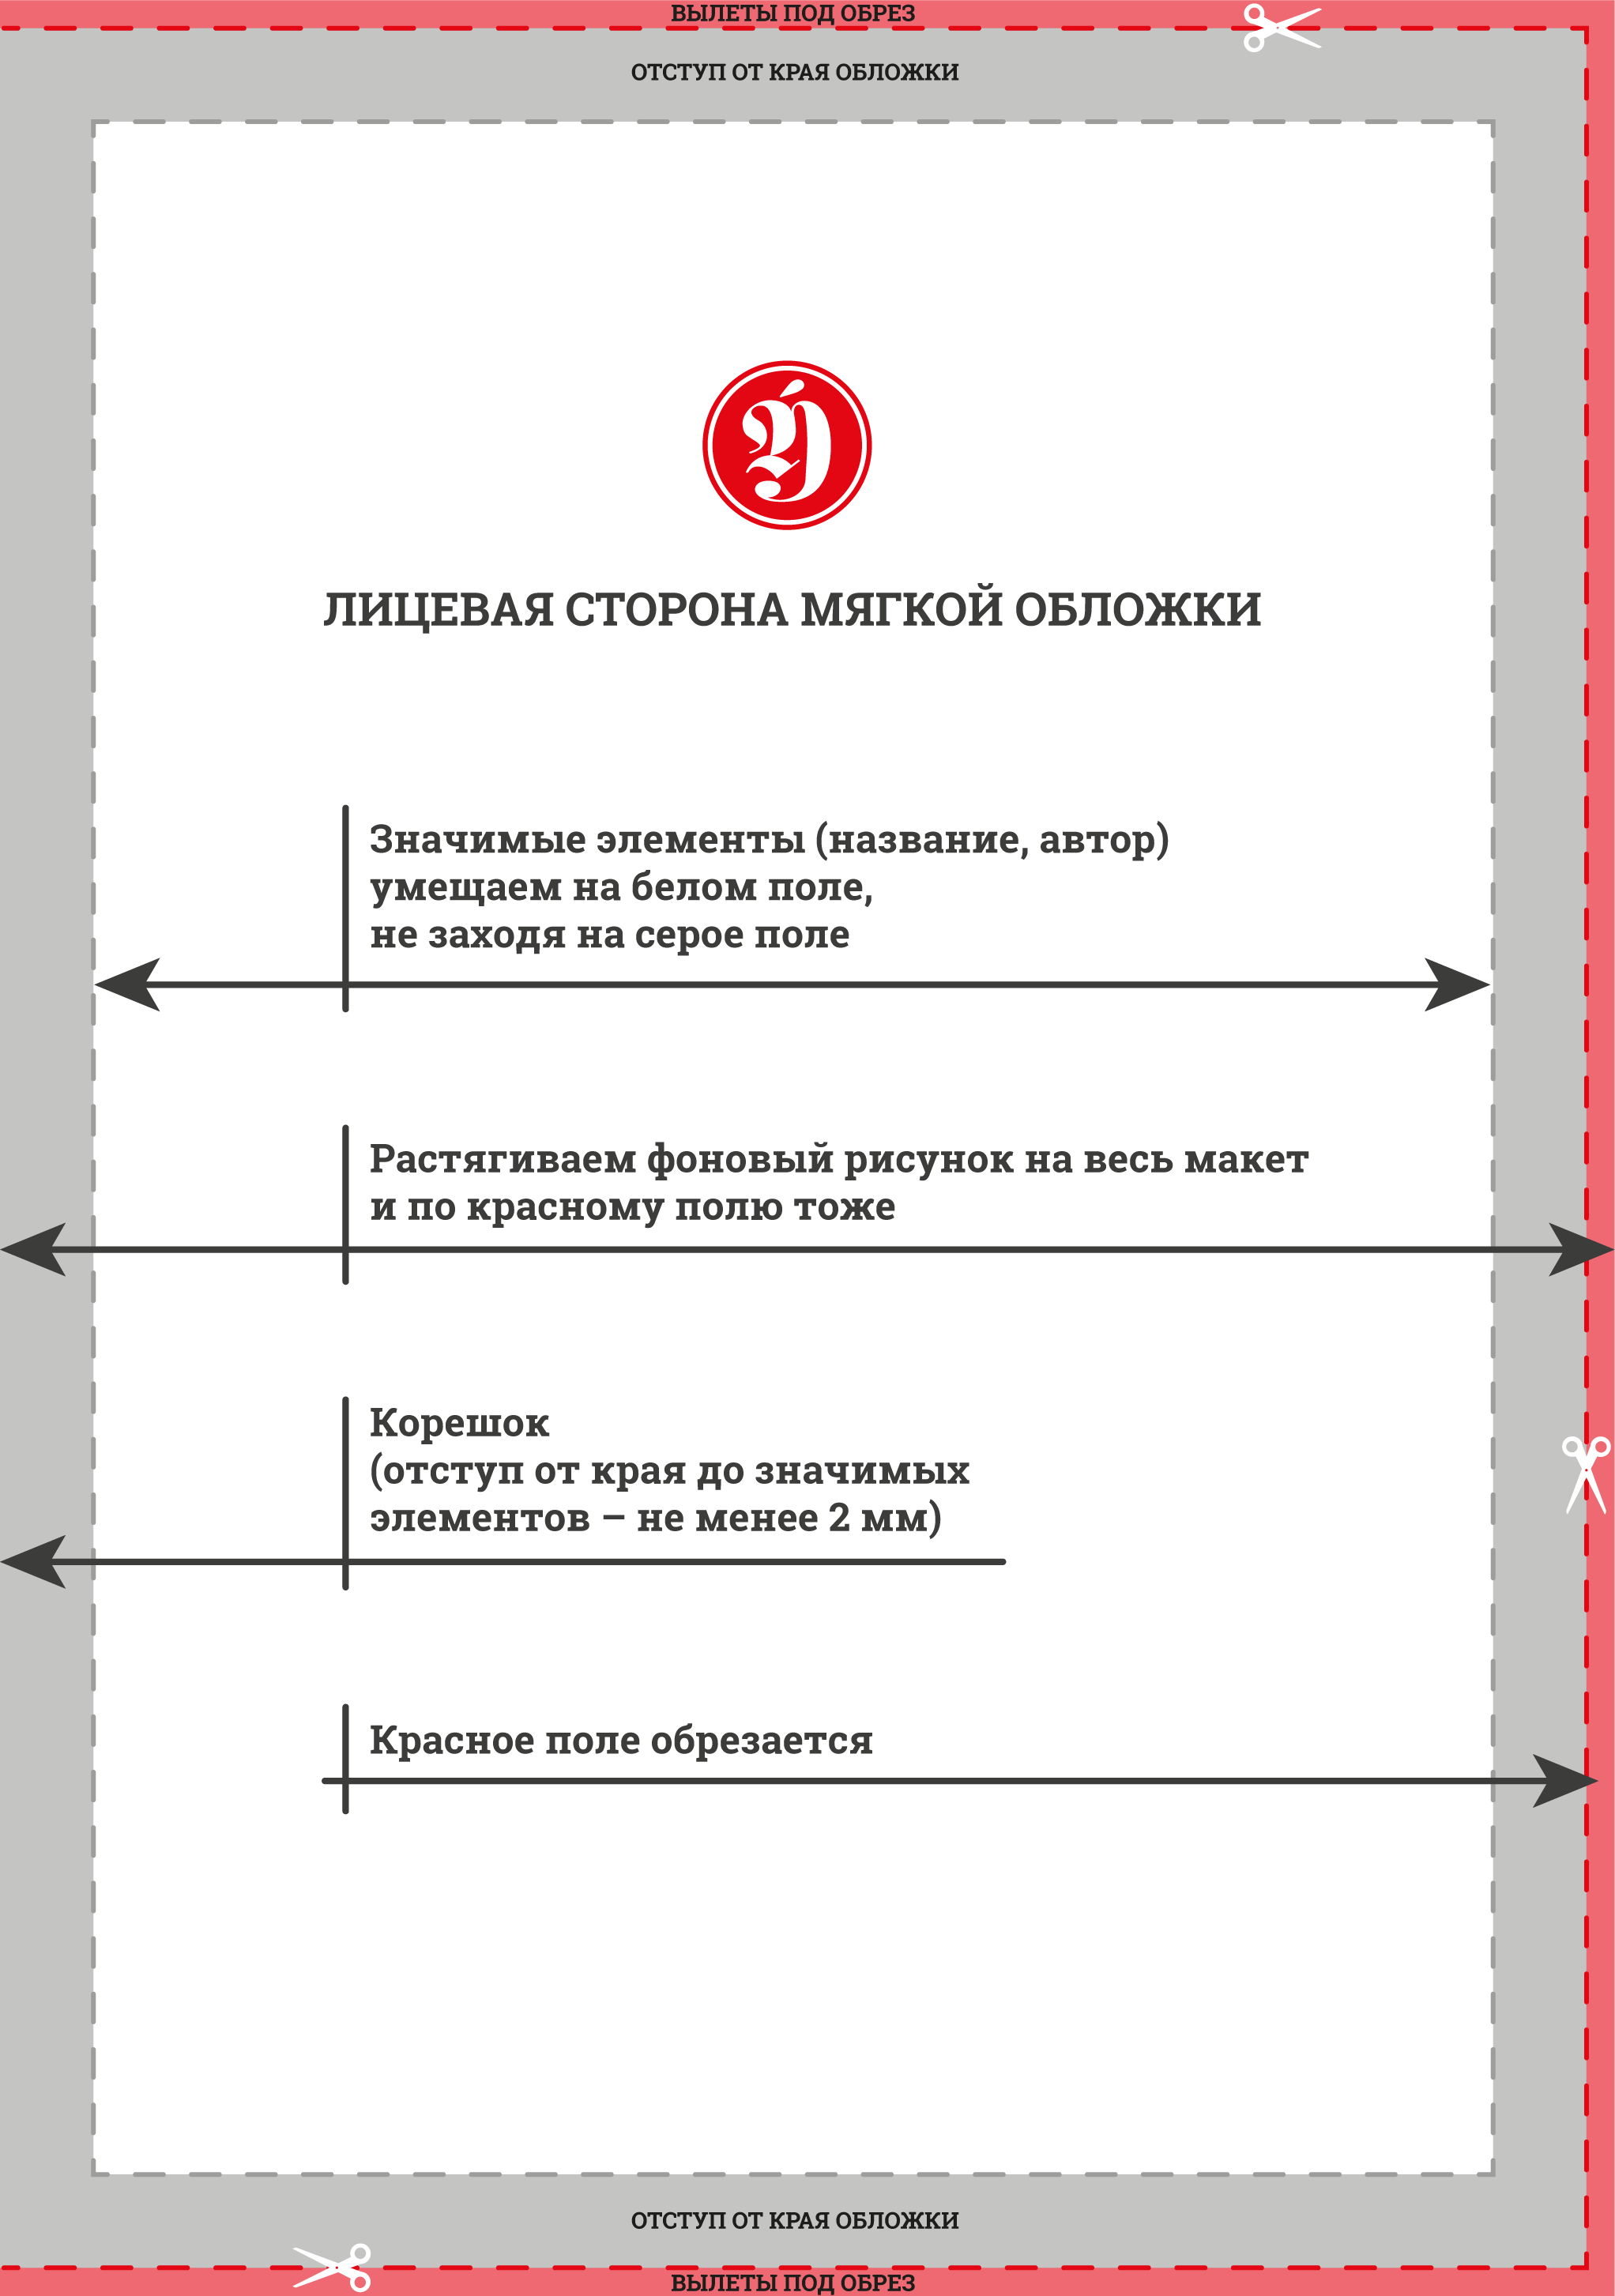 ВЫЛЕТЫ ПОД ОБРЕЗ
ОТСТУП ОТ КРАЯ ОБЛОЖКИ
ЛИЦЕВАЯ СТОРОНА МЯГКОЙ ОБЛОЖКИ
Значимые элементы (название, автор)
умещаем на белом поле,
не заходя на серое поле
Растягиваем фоновый рисунок на весь макет
и по красному полю тоже
Корешок
(отступ от края до значимых
элементов – не менее 2 мм)
Красное поле обрезается
ОТСТУП ОТ КРАЯ ОБЛОЖКИ
ВЫЛЕТЫ ПОД ОБРЕЗ